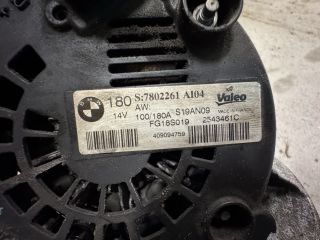 180 S:7802261 AI04
AW: Valeo
14V 100/180A S19AN09
FG18S019 2543461C
409094759